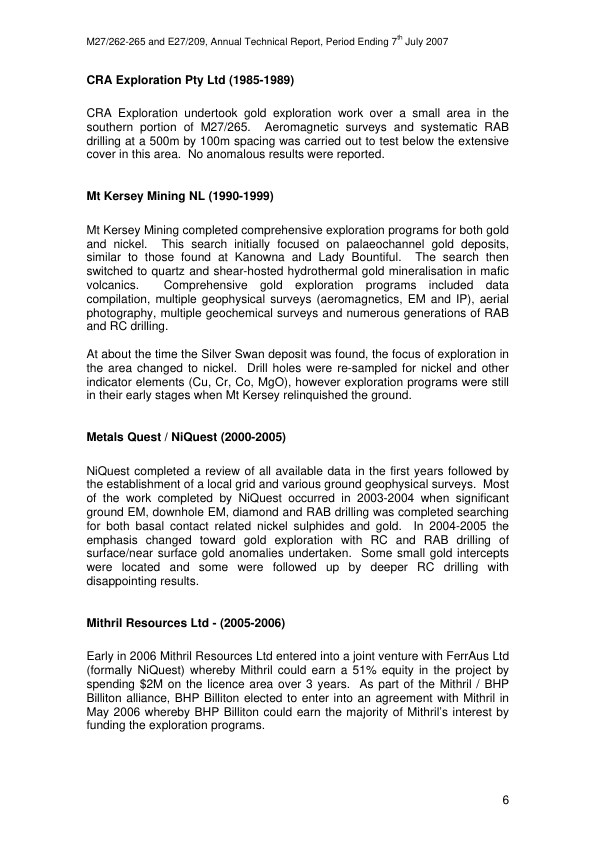 M27/262-265 and E27/209, Annual Technical Report, Period Ending 7th July 2007
CRA Exploration Pty Ltd (1985-1989)
CRA Exploration undertook gold exploration work over a small area in the
southern portion of M27/265. Aeromagnetic surveys and systematic RAB
drilling at a 500m by 100m spacing was carried out to test below the extensive
cover in this area. No anomalous results were reported.
Mt Kersey Mining NL (1990-1999)
Mt Kersey Mining completed comprehensive exploration programs for both gold
and nickel. This search initially focused on palaeochannel gold deposits,
similar to those found at Kanowna and Lady Bountiful. The search then
switched to quartz and shear-hosted hydrothermal gold mineralisation in mafic
volcanics. Comprehensive gold exploration programs included data
compilation, multiple geophysical surveys (aeromagnetics, EM and IP), aerial
photography, multiple geochemical surveys and numerous generations of RAB
and RC drilling.
At about the time the Silver Swan deposit was found, the focus of exploration in
the area changed to nickel. Drill holes were re-sampled for nickel and other
indicator elements (Cu, Cr, Co, MgO), however exploration programs were still
in their early stages when Mt Kersey relinquished the ground.
Metals Quest / NiQuest (2000-2005)
NiQuest completed a review of all available data in the first years followed by
the establishment of a local grid and various ground geophysical surveys. Most
of the work completed by NiQuest occurred in 2003-2004 when significant
ground EM, downhole EM, diamond and RAB drilling was completed searching
for both basal contact related nickel sulphides and gold. In 2004-2005 the
emphasis changed toward gold exploration with RC and RAB drilling of
surface/near surface gold anomalies undertaken. Some small gold intercepts
were located and some were followed up by deeper RC drilling with
disappointing results.
Mithril Resources Ltd - (2005-2006)
Early in 2006 Mithril Resources Ltd entered into a joint venture with FerrAus Ltd
(formally NiQuest) whereby Mithril could earn a 51% equity in the project by
spending $2M on the licence area over 3 years. As part of the Mithril / BHP
Billiton alliance, BHP Billiton elected to enter into an agreement with Mithril in
May 2006 whereby BHP Billiton could earn the majority of Mithril's interest by
funding the exploration programs.
6